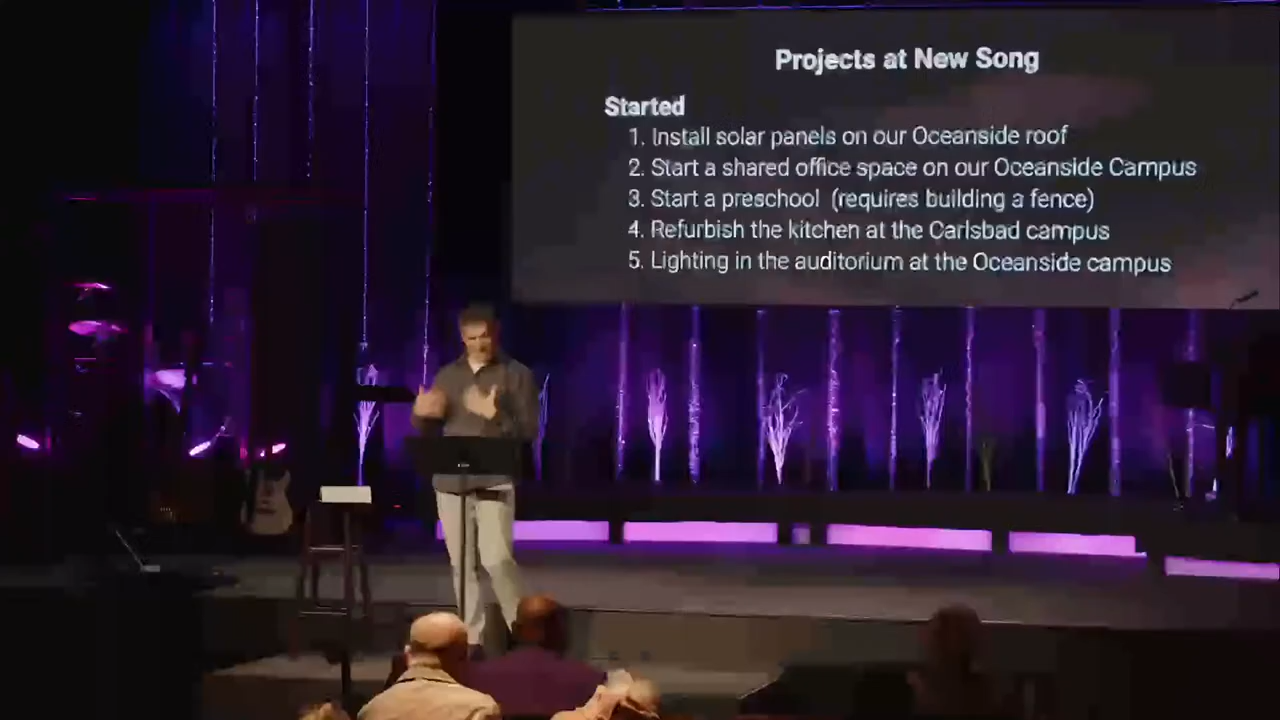 Projects at New Song
Started
1. Install solar panels on our Oceanside roof
2. Start a shared office space on our Oceanside Campus
3. Start a preschool (requires building a fence)
4. Refurbish the kitchen at the Carlsbad campus
5. Lighting in the auditorium at the Oceanside campus